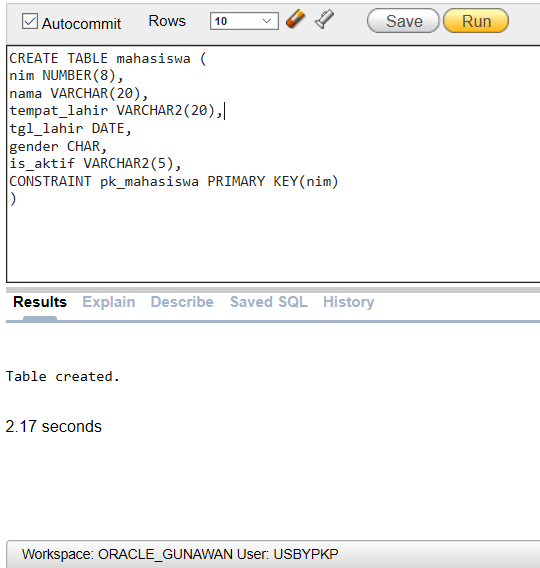 Autocommit Rows 10 Save Run
CREATE TABLE mahasiswa (
nim NUMBER(8),
nama VARCHAR(20),
tempat_lahir VARCHAR2(20),
tgl_lahir DATE,
gender CHAR,
is_aktif VARCHAR2(5),
CONSTRAINT pk_mahasiswa PRIMARY KEY(nim)
)
Results Explain Describe Saved SQL History
Table created.
2.17 seconds
Workspace: ORACLE_GUNAWAN User: USBYPKP